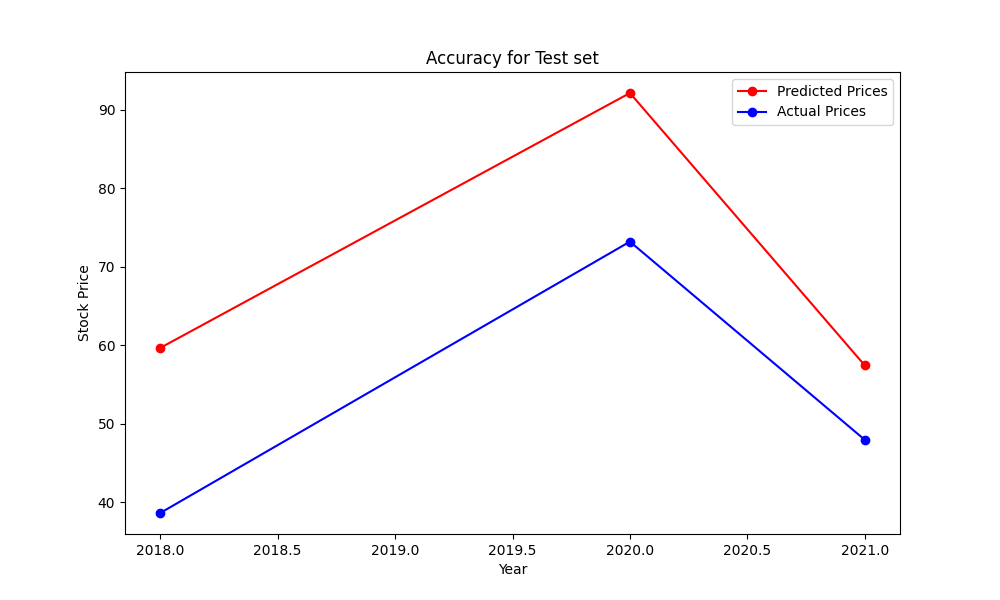 Accuracy for Test set
Predicted Prices
Actual Prices
Stock Price
90
80
70
60
50
40
2018.0 2018.5 2019.0 2019.5 2020.0 2020.5 2021.0
Year